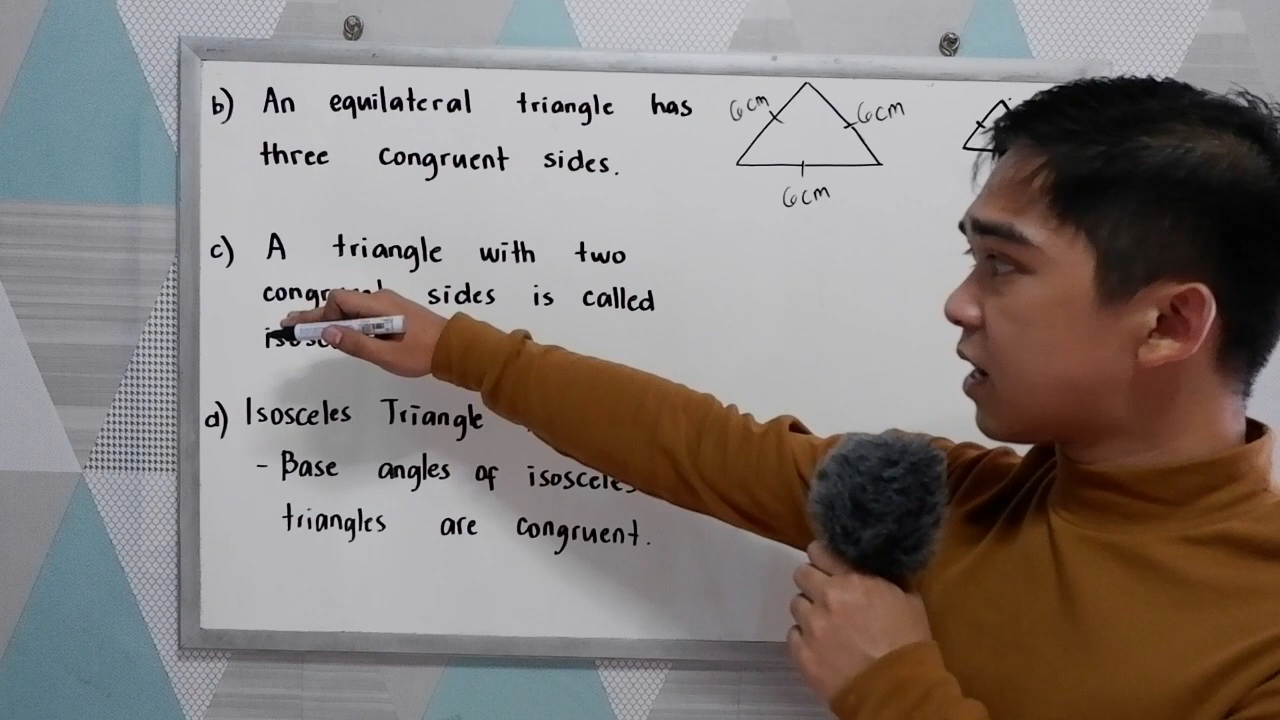 b) An equilateral triangle has
three congruent sides.
6cm 6cm
6cm
c) A triangle with two
sides is called
d) Isosceles Triangle
- Base angles of isosceles
triangles are congruent.